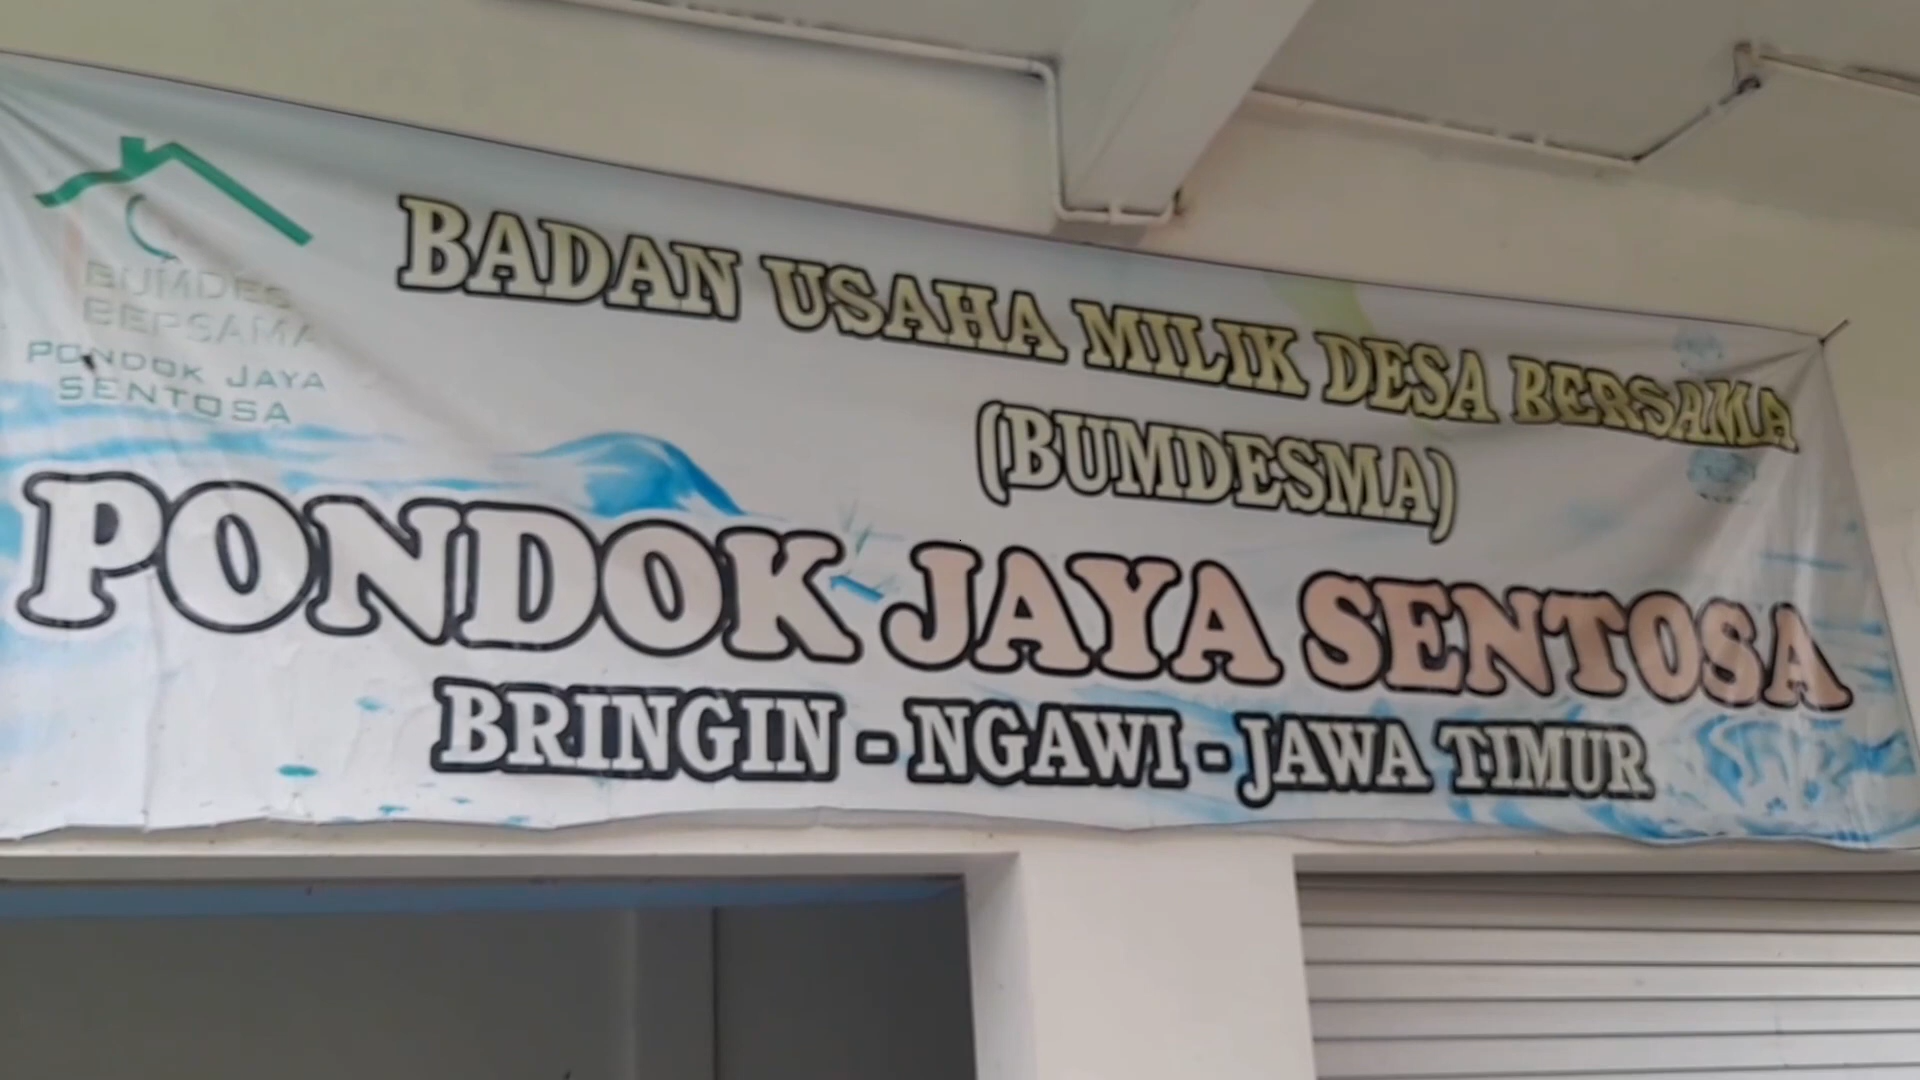 BUMDES
BERSAMA
PONDOK JAYA
SENTOSA
BADAN USAHA MILIK DESA BERSAMA
(BUMDESMA)
PONDOK JAYA SENTOSA
BRINGIN - NGAWI - JAWA TIMUR